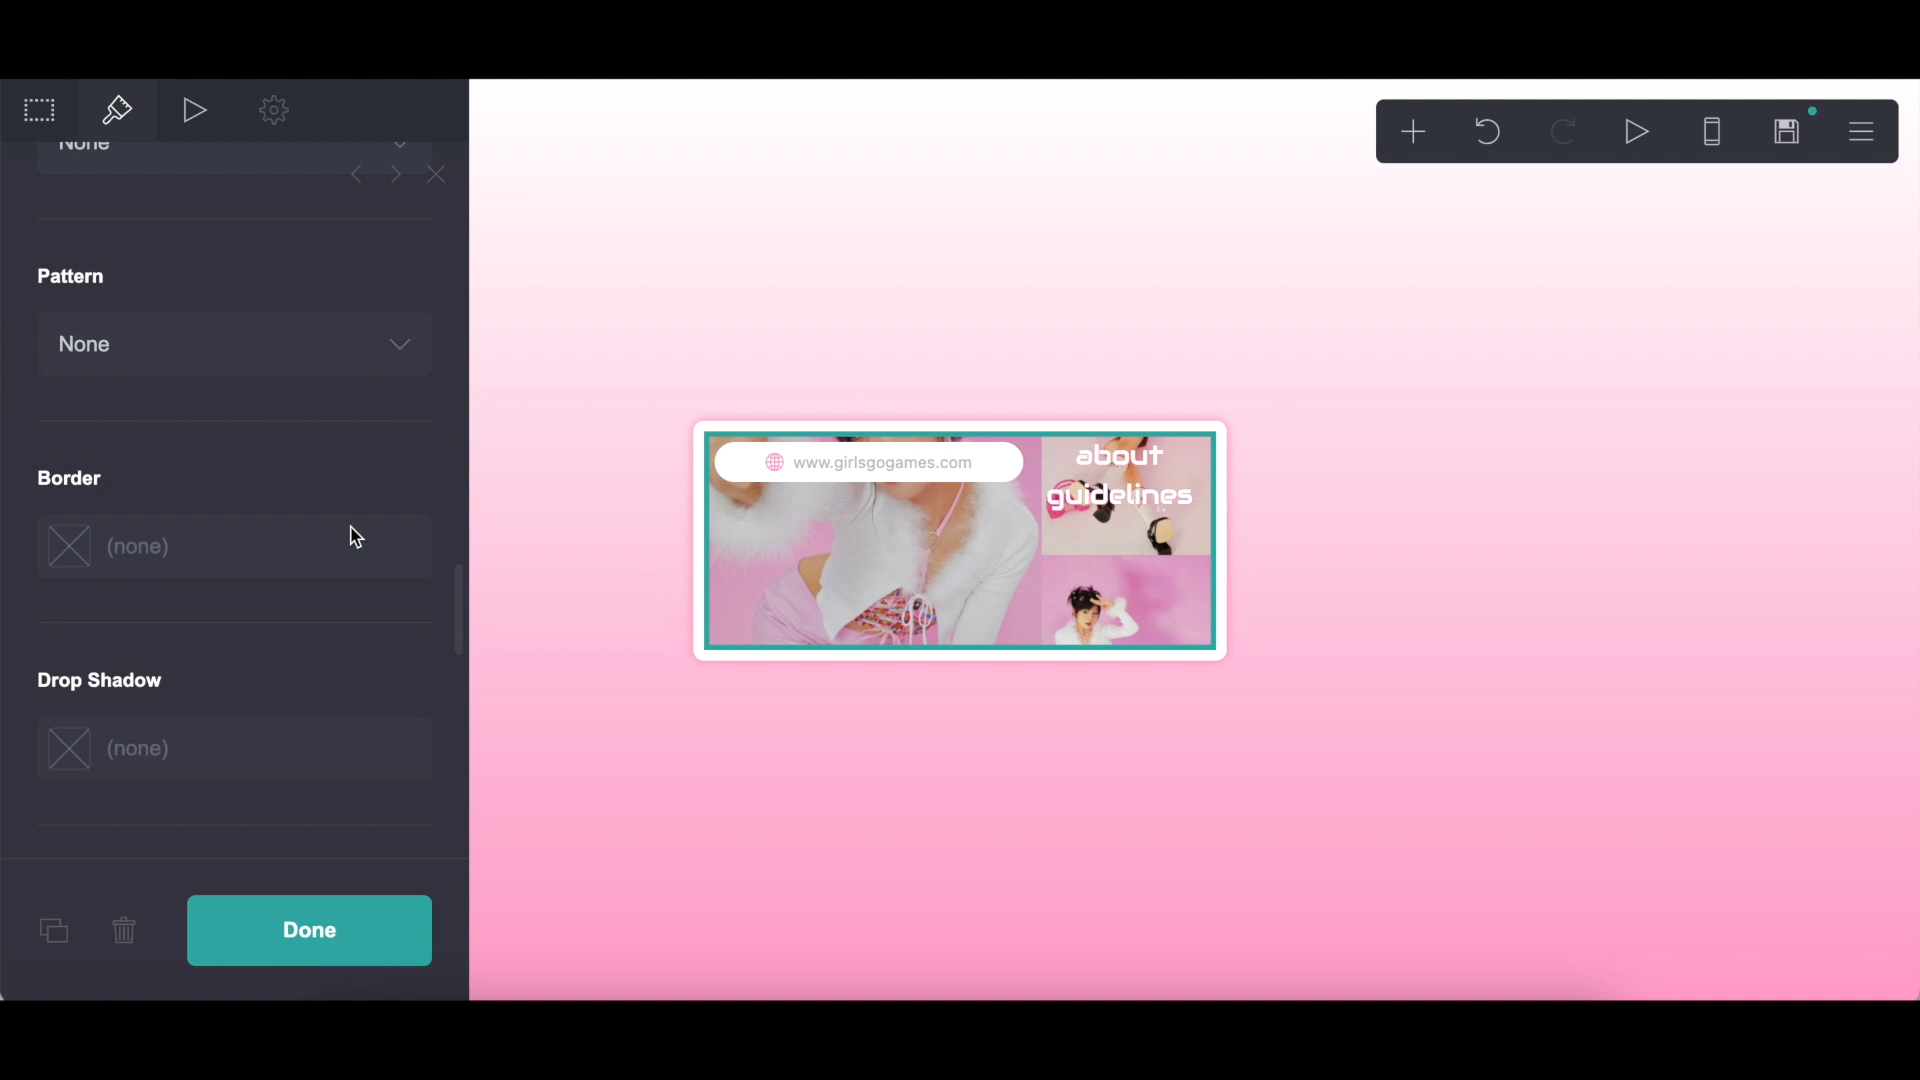 None
Pattern
None
Border
(none)
Drop Shadow
(none)
Done
www.girlsgogames.com
about
guidelines